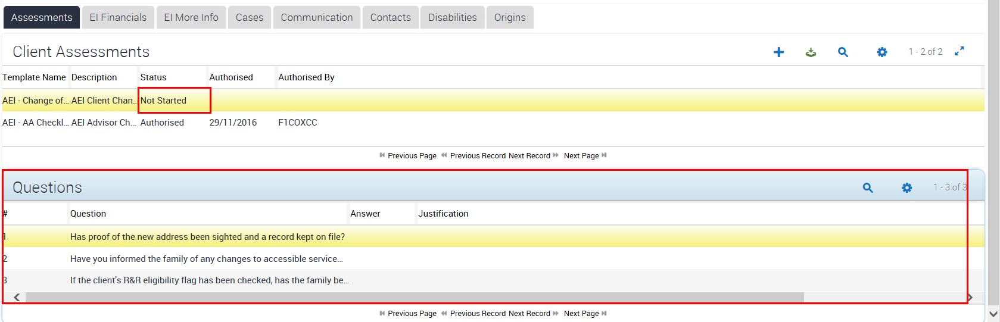 Assessments EI Financials EI More Info Cases Communication Contacts Disabilities Origins
Client Assessments 1 - 2 of 2
Template Name Description Status Authorised Authorised By
AEI - Change of... AEI Client Chan... Not Started
AEI - AA Checkl... AEI Advisor Ch... Authorised 29/11/2016 F1COXCC
Previous Page Previous Record Next Record Next Page
Questions 1 - 3 of 3
# Question Answer Justification
1 Has proof of the new address been sighted and a record kept on file?
2 Have you informed the family of any changes to accessible service...
3 If the client's R&R eligibility flag has been checked, has the family be...
Previous Page Previous Record Next Record Next Page